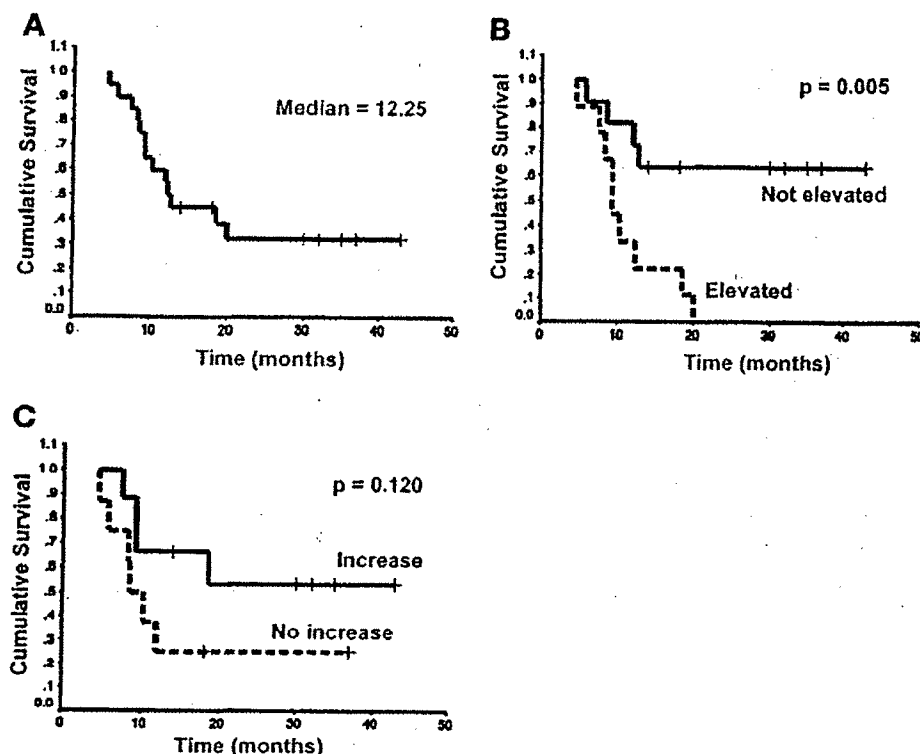 A
1.1
1.0
.9
.8
.7
.6
.5
.4
.3
.2
.1
0.0
Cumulative Survival
Median = 12.25
0 10 20 30 40 50
Time (months)
B
1.1
1.0
.9
.8
.7
.6
.5
.4
.3
.2
.1
0.0
Cumulative Survival
p = 0.005
Not elevated
Elevated
0 10 20 30 40 50
Time (months)
C
1.1
1.0
.9
.8
.7
.6
.5
.4
.3
.2
.1
0.0
Cumulative Survival
p = 0.120
Increase
No increase
0 10 20 30 40 50
Time (months)